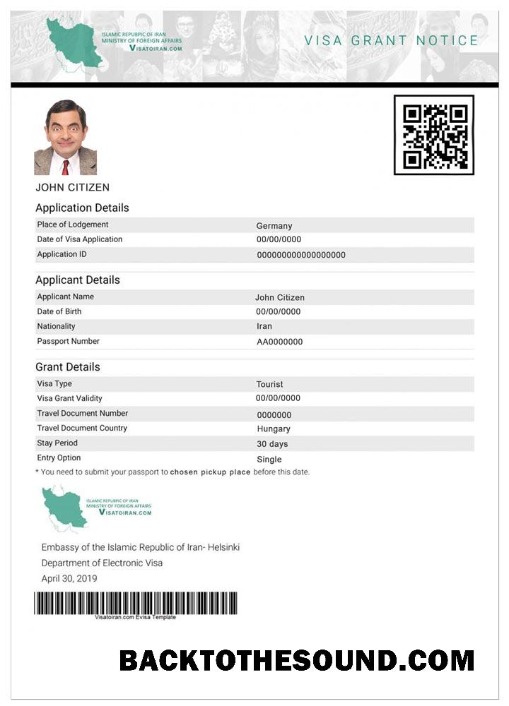 ISLAMIC REPUBLIC OF IRAN
MINISTRY OF FOREIGN AFFAIRS
VISATOIRAN.COM
VISA GRANT NOTICE
JOHN CITIZEN
Application Details
Place of Lodgement Germany
Date of Visa Application 00/00/0000
Application ID 000000000000000000
Applicant Details
Applicant Name John Citizen
Date of Birth 00/00/0000
Nationality Iran
Passport Number AA0000000
Grant Details
Visa Type Tourist
Visa Grant Validity 00/00/0000
Travel Document Number 0000000
Travel Document Country Hungary
Stay Period 30 days
Entry Option Single
* You need to submit your passport to chosen pickup place before this date.
ISLAMIC REPUBLIC OF IRAN
MINISTRY OF FOREIGN AFFAIRS
VISATOIRAN.COM
Embassy of the Islamic Republic of Iran- Helsinki
Department of Electronic Visa
April 30, 2019
Visatoiran.com Evisa Template
BACKTOTHESOUND.COM